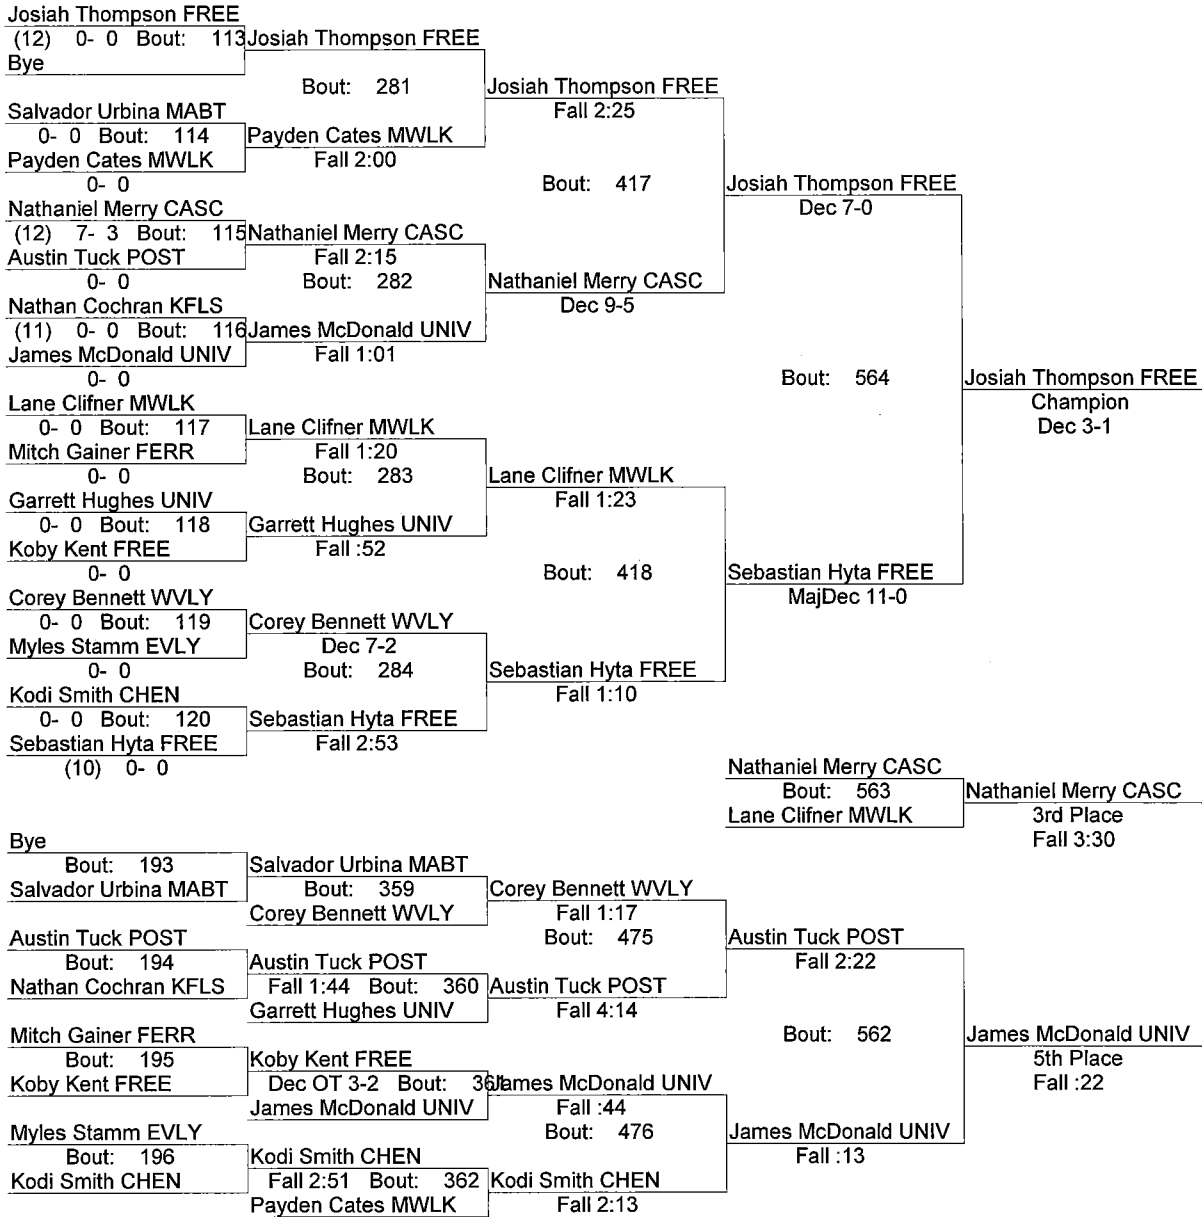 Josiah Thompson FREE
(12) 0- 0 Bout: 113
Bye
Josiah Thompson FREE
Bout: 281
Salvador Urbina MABT
0- 0 Bout: 114
Payden Cates MWLK
0- 0
Payden Cates MWLK
Fall 2:00
Josiah Thompson FREE
Fall 2:25
Bout: 417
Nathaniel Merry CASC
(12) 7- 3 Bout: 115
Austin Tuck POST
0- 0
Nathaniel Merry CASC
Fall 2:15
Bout: 282
Nathan Cochran KFLS
(11) 0- 0 Bout: 116
James McDonald UNIV
0- 0
James McDonald UNIV
Fall 1:01
Nathaniel Merry CASC
Dec 9-5
Josiah Thompson FREE
Dec 7-0
Bout: 564
Josiah Thompson FREE
Champion
Dec 3-1
Lane Clifner MWLK
0- 0 Bout: 117
Mitch Gainer FERR
0- 0
Lane Clifner MWLK
Fall 1:20
Bout: 283
Garrett Hughes UNIV
0- 0 Bout: 118
Koby Kent FREE
0- 0
Garrett Hughes UNIV
Fall :52
Lane Clifner MWLK
Fall 1:23
Bout: 418
Corey Bennett WVLY
0- 0 Bout: 119
Myles Stamm EVLY
0- 0
Corey Bennett WVLY
Dec 7-2
Bout: 284
Kodi Smith CHEN
0- 0 Bout: 120
Sebastian Hyta FREE
(10) 0- 0
Sebastian Hyta FREE
Fall 2:53
Sebastian Hyta FREE
Fall 1:10
Sebastian Hyta FREE
MajDec 11-0
Nathaniel Merry CASC
Bout: 563
Lane Clifner MWLK
Nathaniel Merry CASC
3rd Place
Fall 3:30
Bye
Bout: 193
Salvador Urbina MABT
Salvador Urbina MABT
Bout: 359
Corey Bennett WVLY
Corey Bennett WVLY
Fall 1:17
Bout: 475
Austin Tuck POST
Bout: 194
Nathan Cochran KFLS
Austin Tuck POST
Fall 1:44 Bout: 360
Garrett Hughes UNIV
Austin Tuck POST
Fall 4:14
Austin Tuck POST
Fall 2:22
Bout: 562
Mitch Gainer FERR
Bout: 195
Koby Kent FREE
Koby Kent FREE
Dec OT 3-2 Bout: 361
James McDonald UNIV
James McDonald UNIV
Fall :44
Bout: 476
Myles Stamm EVLY
Bout: 196
Kodi Smith CHEN
Kodi Smith CHEN
Fall 2:51 Bout: 362
Payden Cates MWLK
Kodi Smith CHEN
Fall 2:13
James McDonald UNIV
Fall :13
James McDonald UNIV
5th Place
Fall :22